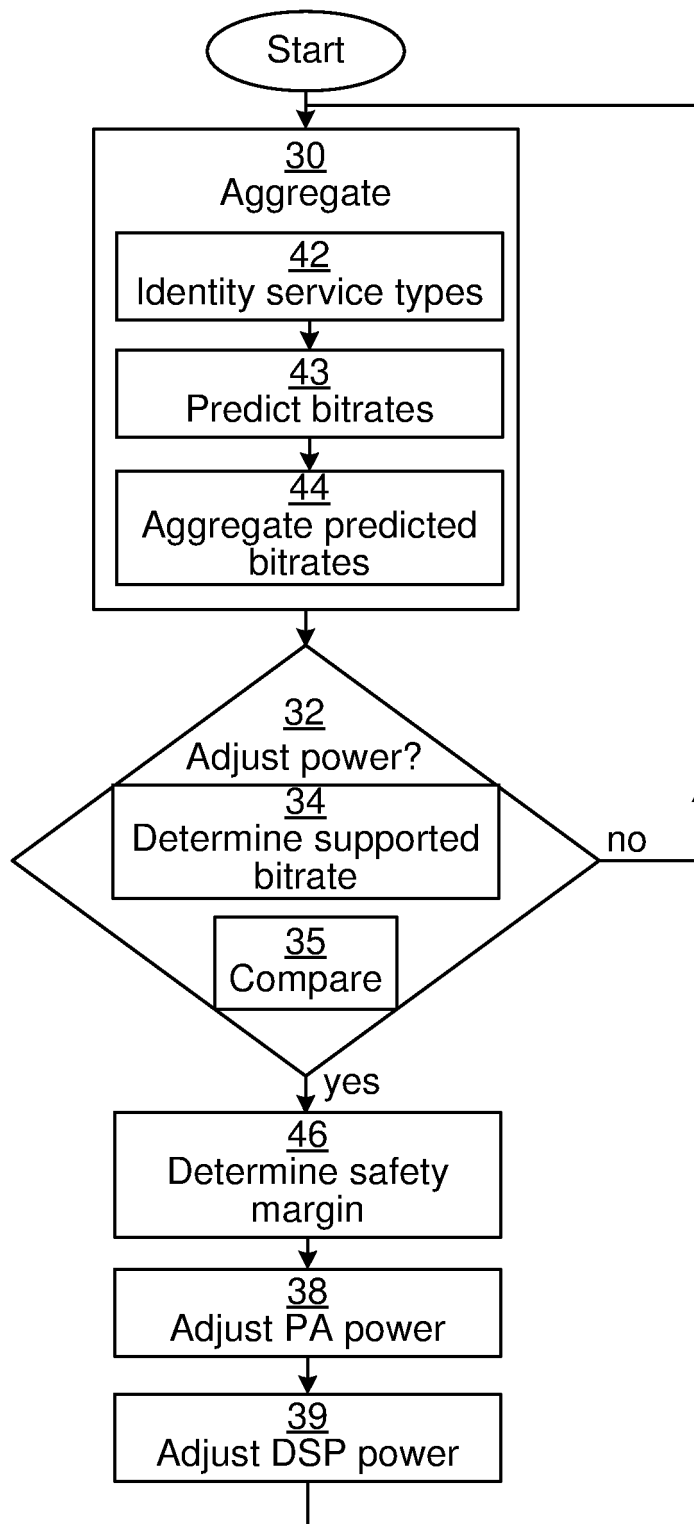 Start
30
Aggregate
42
Identity service types
43
Predict bitrates
44
Aggregate predicted
bitrates
32
Adjust power?
34
Determine supported
bitrate
no
35
Compare
yes
46
Determine safety
margin
38
Adjust PA power
39
Adjust DSP power